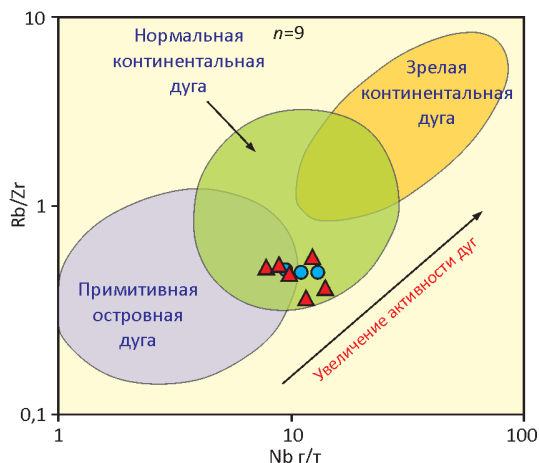 10
Нормальная
континентальная
дуга
n=9
Зрелая
континентальная
дуга
Rb/Zr
1
Примитивная
островная
дуга
Увеличение активности дуг
0,1
1
10
100
Nb г/т